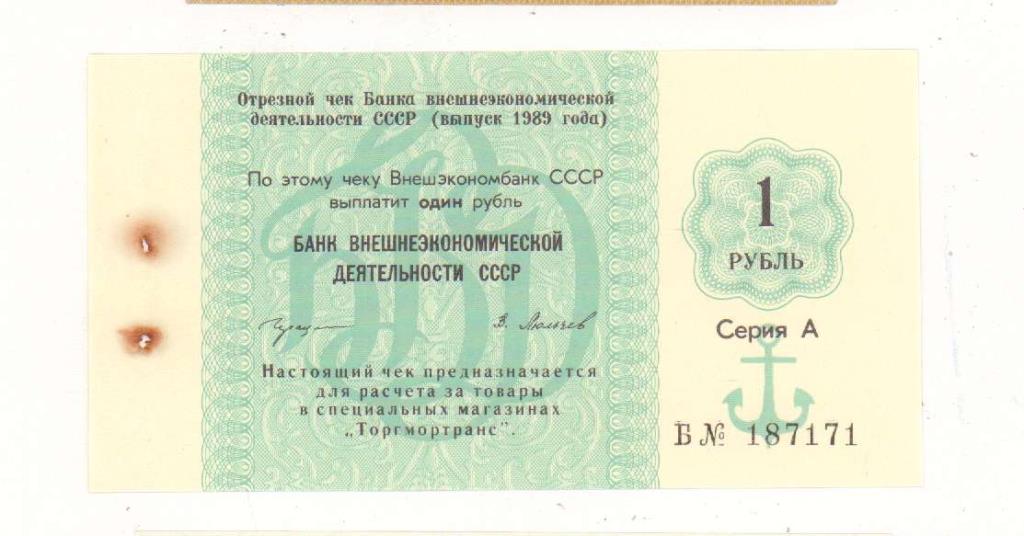 Отрезной чек Банка внешнеэкономической
деятельности СССР (выпуск 1989 года)
По этому чеку Внешэкономбанк СССР
выплатит один рубль
БАНК ВНЕШНЕЭКОНОМИЧЕСКОЙ
ДЕЯТЕЛЬНОСТИ СССР
Настоящий чек предназначается
для расчета за товары
в специальных магазинах
„Торгмортранс".
1
РУБЛЬ
Серия А
Б № 187171